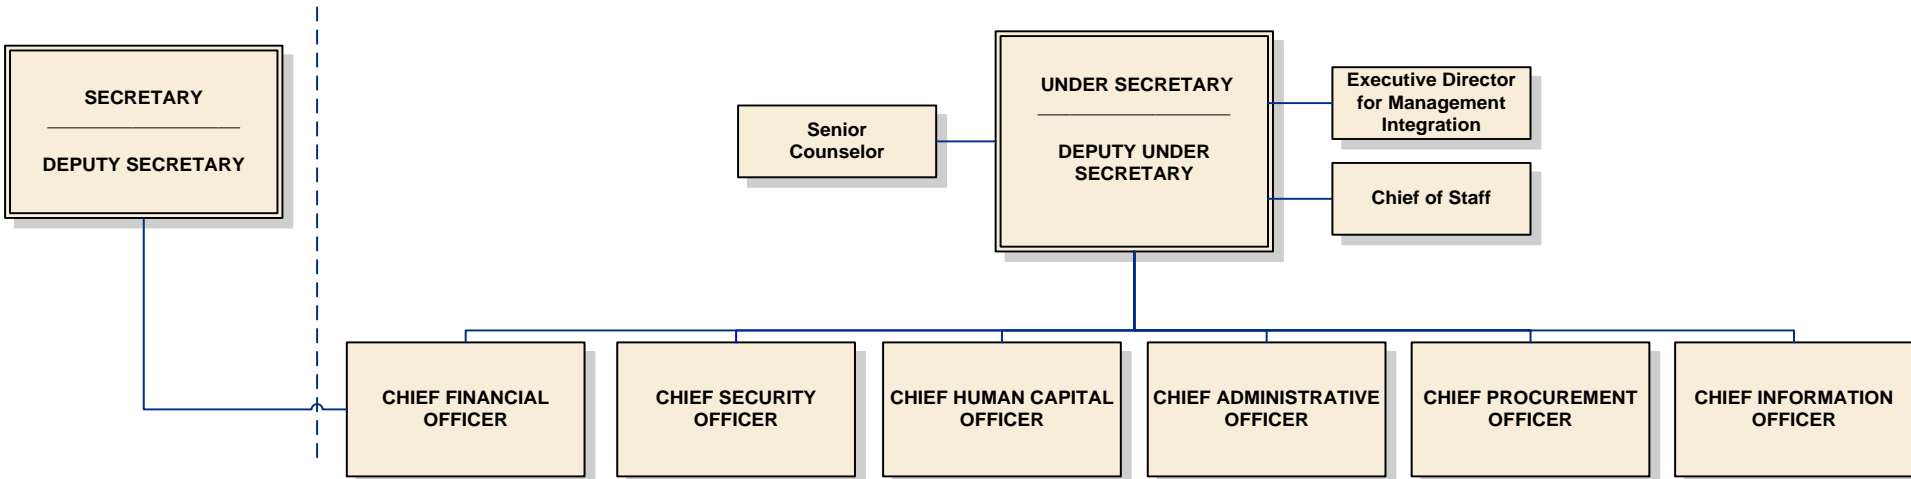 SECRETARY
DEPUTY SECRETARY
UNDER SECRETARY
DEPUTY UNDER
SECRETARY
Senior
Counselor
Executive Director
for Management
Integration
Chief of Staff
CHIEF FINANCIAL
OFFICER
CHIEF SECURITY
OFFICER
CHIEF HUMAN CAPITAL
OFFICER
CHIEF ADMINISTRATIVE
OFFICER
CHIEF PROCUREMENT
OFFICER
CHIEF INFORMATION
OFFICER